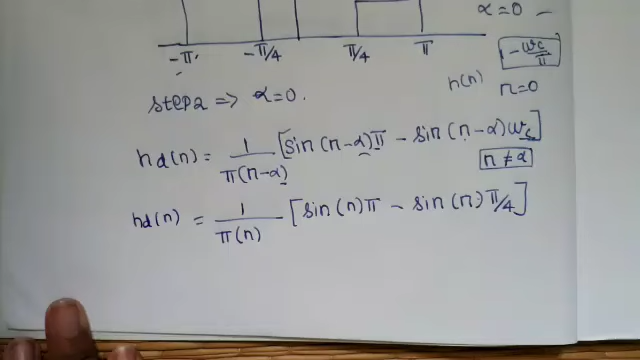 α=0 –
-π -π/4 π/4 π
-ωc/π
h(n) n=0
Step2 => α=0.
hd(n) = 1/π(n-α) [sin(n-α)π - sin(n-α)ωc]
n≠α
hd(n) = 1/π(n) [sin(n)π - sin(n)π/4]